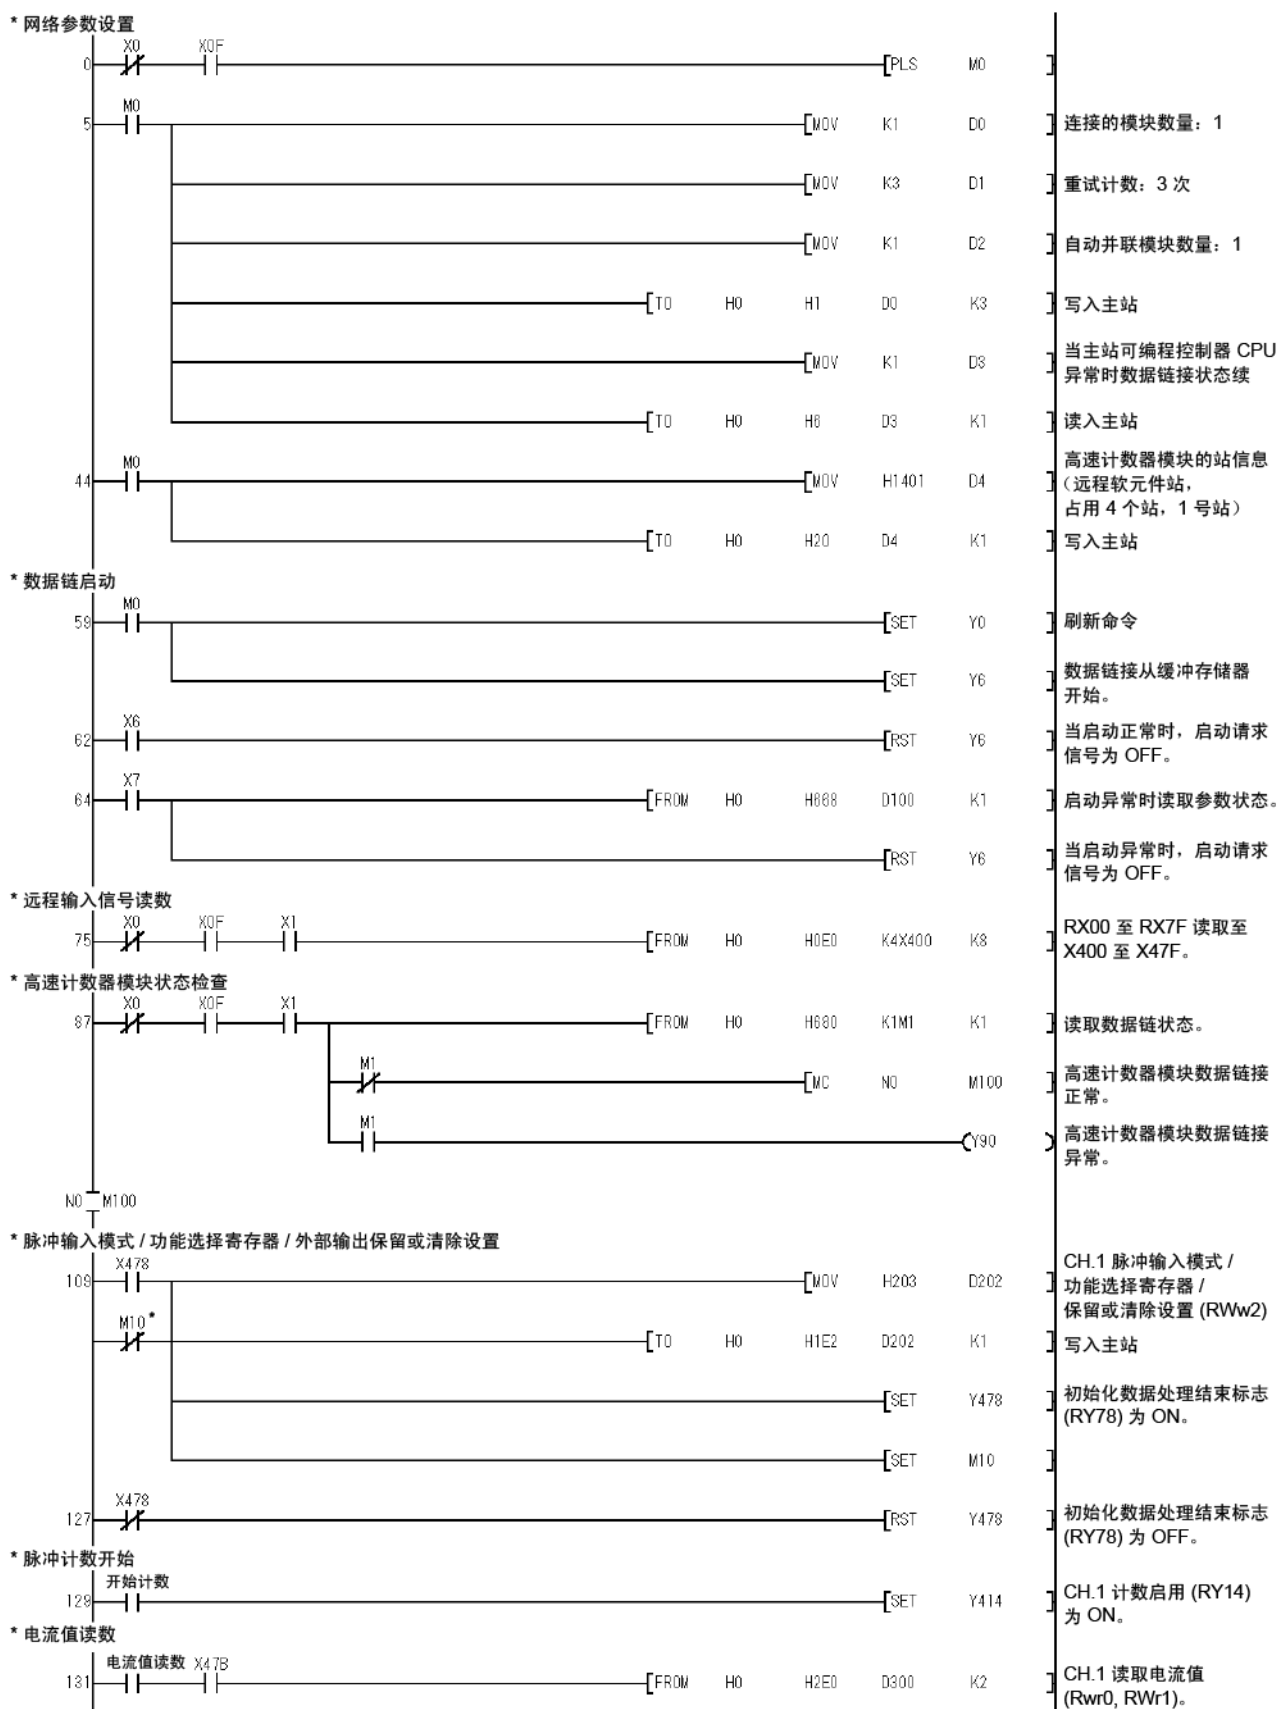 * 网络参数设置
X0 X0F
0 PLS M0
M0
5 MOV K1 D0 连接的模块数量：1
MOV K3 D1 重试计数：3 次
MOV K1 D2 自动并联模块数量：1
TO H0 H1 D0 K3 写入主站
MOV K1 D3 当主站可编程控制器 CPU
异常时数据链接状态续
TO H0 H6 D3 K1 读入主站
M0
44 MOV H1401 D4 高速计数器模块的站信息
（远程软元件站，
占用 4 个站，1 号站）
TO H0 H20 D4 K1 写入主站
* 数据链启动
M0
59 SET Y0 刷新命令
SET Y6 数据链接从缓冲存储器
开始。
X6
62 RST Y6 当启动正常时，启动请求
信号为 OFF。
X7
64 FROM H0 H668 D100 K1 启动异常时读取参数状态。
RST Y6 当启动异常时，启动请求
信号为 OFF。
* 远程输入信号读数
X0 X0F X1
75 FROM H0 H0E0 K4X400 K8 RX00 至 RX7F 读取至
X400 至 X47F。
* 高速计数器模块状态检查
X0 X0F X1
87 FROM H0 H680 K1M1 K1 读取数据链状态。
M1
MC N0 M100 高速计数器模块数据链接
正常。
M1
Y90 高速计数器模块数据链接
异常。
N0 M100
* 脉冲输入模式 / 功能选择寄存器 / 外部输出保留或清除设置
X478
109 MOV H203 D202 CH.1 脉冲输入模式 /
功能选择寄存器 /
保留或清除设置 (RWw2)
M10 *
TO H0 H1E2 D202 K1 写入主站
SET Y478 初始化数据处理结束标志
(RY78) 为 ON。
SET M10
X478
127 RST Y478 初始化数据处理结束标志
(RY78) 为 OFF。
* 脉冲计数开始
开始计数
129 SET Y414 CH.1 计数启用 (RY14)
为 ON。
* 电流值读数
电流值读数 X47B
131 FROM H0 H2E0 D300 K2 CH.1 读取电流值
(Rwr0, RWr1)。